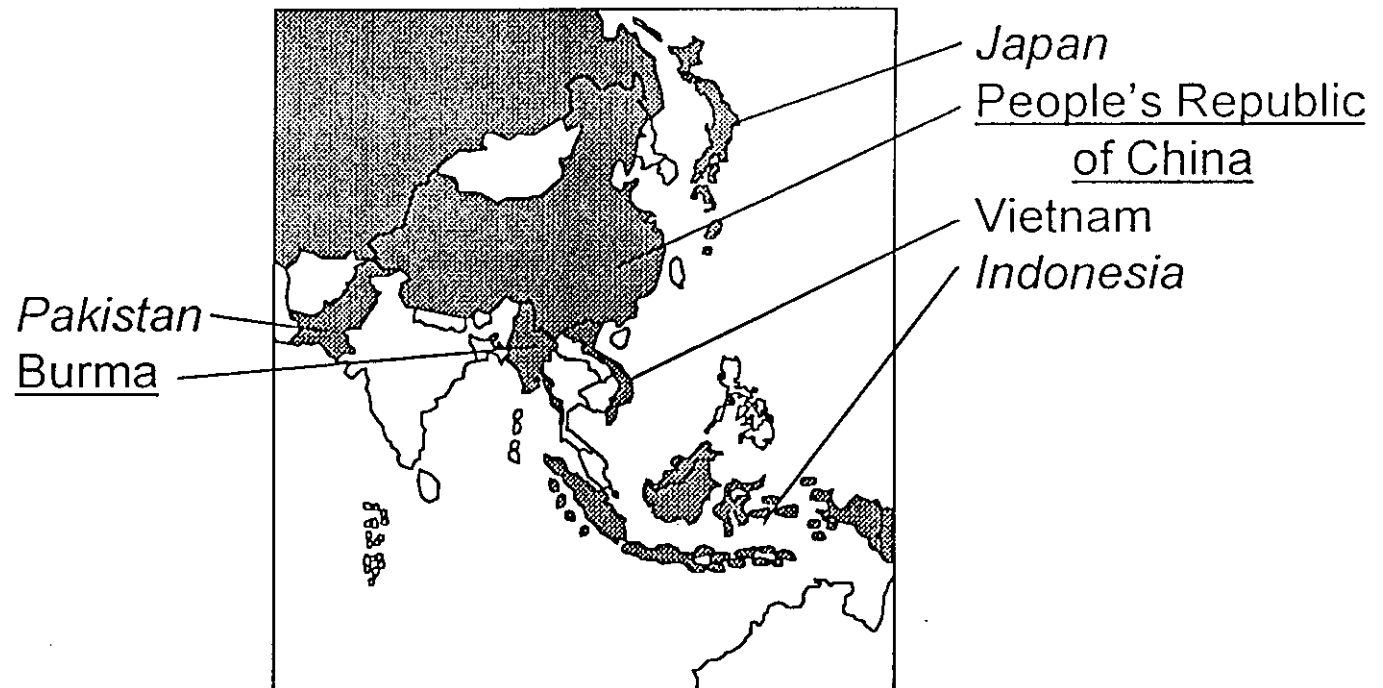 Japan
People's Republic
of China
Vietnam
Indonesia
Pakistan
Burma